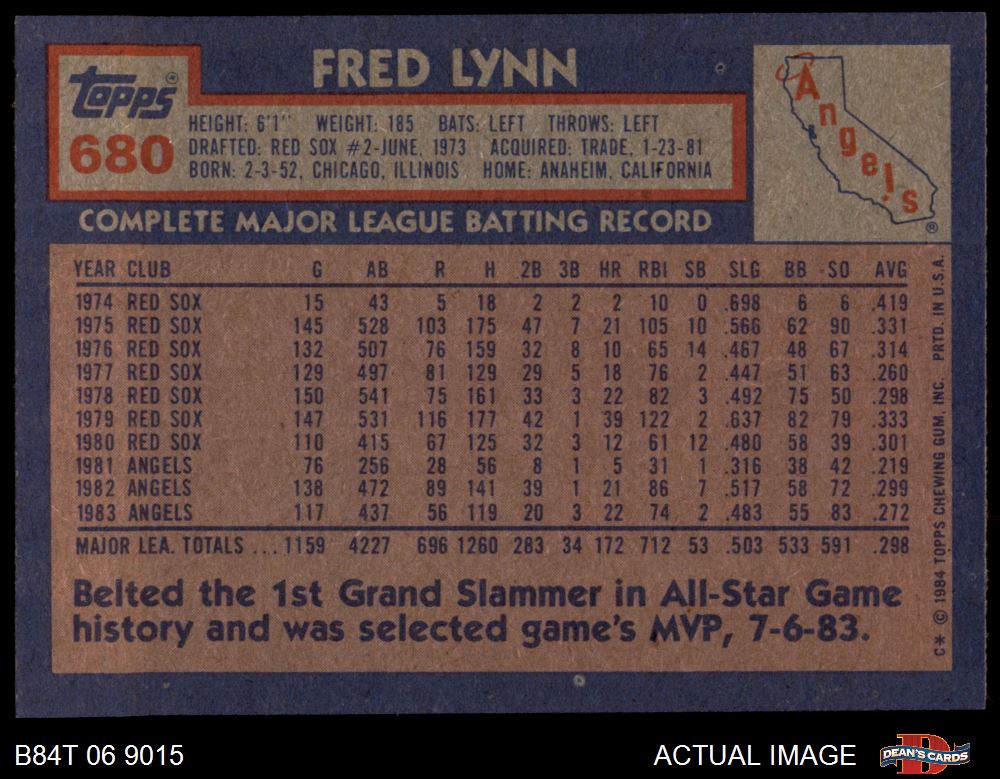 FRED LYNN
Topps®
680
HEIGHT: 6'1" WEIGHT: 185 BATS: LEFT THROWS: LEFT
DRAFTED: RED SOX #2-JUNE, 1973 ACQUIRED: TRADE, 1-23-81
BORN: 2-3-52, CHICAGO, ILLINOIS HOME: ANAHEIM, CALIFORNIA
Angels
®
COMPLETE MAJOR LEAGUE BATTING RECORD
YEAR CLUB G AB R H 2B 3B HR RBI SB SLG BB SO AVG
1974 RED SOX 15 43 5 18 2 2 2 10 0 .698 6 6 .419
1975 RED SOX 145 528 103 175 47 7 21 105 10 .566 62 90 .331
1976 RED SOX 132 507 76 159 32 8 10 65 14 .467 48 67 .314
1977 RED SOX 129 497 81 129 29 5 18 76 2 .447 51 63 .260
1978 RED SOX 150 541 75 161 33 3 22 82 3 .492 75 50 .298
1979 RED SOX 147 531 116 177 42 1 39 122 2 .637 82 79 .333
1980 RED SOX 110 415 67 125 32 3 12 61 12 .480 58 39 .301
1981 ANGELS 76 256 28 56 8 1 5 31 1 .316 38 42 .219
1982 ANGELS 138 472 89 141 39 1 21 86 7 .517 58 72 .299
1983 ANGELS 117 437 56 119 20 3 22 74 2 .483 55 83 .272
MAJOR LEA. TOTALS ... 1159 4227 696 1260 283 34 172 712 53 .503 533 591 .298
Belted the 1st Grand Slammer in All-Star Game
history and was selected game's MVP, 7-6-83.
C* © 1984 TOPPS CHEWING GUM, INC. PRTD. IN U.S.A.
B84T 06 9015
ACTUAL IMAGE
DEAN'S CARDS